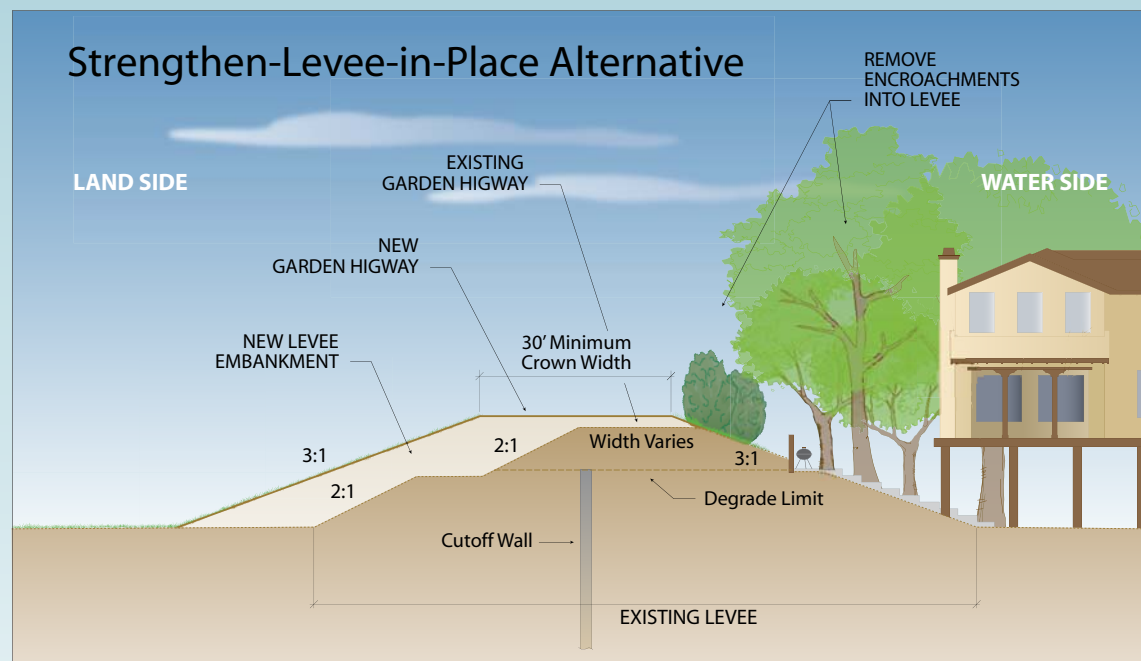 Strengthen-Levee-in-Place Alternative
REMOVE
ENCROACHMENTS
INTO LEVEE
LAND SIDE
EXISTING
GARDEN HIGWAY
WATER SIDE
NEW
GARDEN HIGWAY
NEW LEVEE
EMBANKMENT
30' Minimum
Crown Width
3:1
2:1
Width Varies
3:1
2:1
Degrade Limit
Cutoff Wall
EXISTING LEVEE